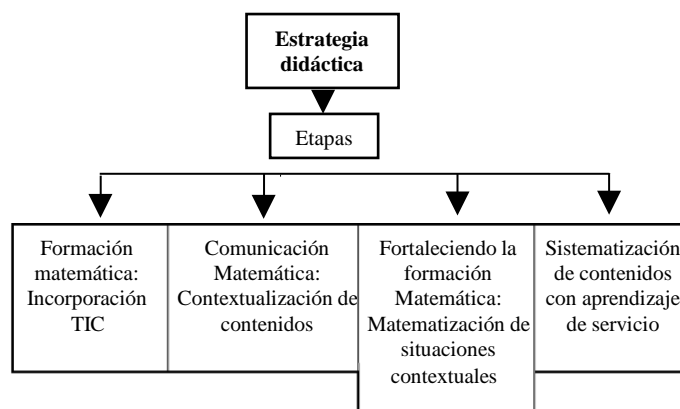 Estrategia
didáctica
Etapas
Formación
matemática:
Incorporación
TIC
Comunicación
Matemática:
Contextualización de
contenidos
Fortaleciendo la
formación
Matemática:
Matematización de
situaciones
contextuales
Sistematización
de contenidos
con aprendizaje
de servicio